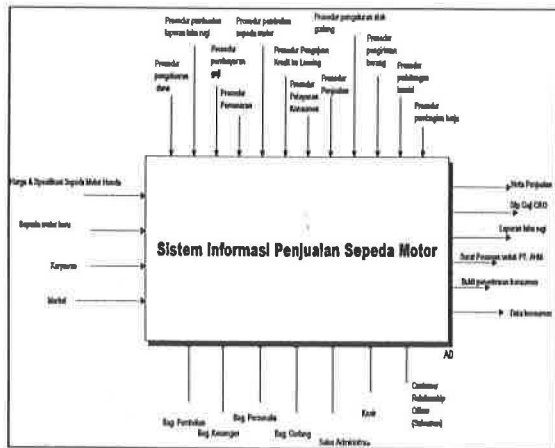 Prosedur pembuatan
laporan laba rugi
Prosedur
pembayaran
gaji
Prosedur pembelian
sepeda motor
Prosedur Pengajuan
Kredit ke Leasing
Prosedur pengaturan stok
gudang
Prosedur
pengiriman
barang
Prosedur
pengeluaran
dana
Prosedur
Pemesanan
Prosedur
Pelayanan
Konsumen
Prosedur
Penjualan
Prosedur
Prosedur
pembagian kerja
Harga & Spesifikasi Sepeda Motor Honda
Sepeda motor baru
Karyawan
Market
Sistem Informasi Penjualan Sepeda Motor
A0
Nota Penjualan
Slip Gaji CRO
Laporan laba rugi
Surat Pesanan untuk PT. AHM
Bukti penerimaan konsumen
Data konsumen
Bag. Pembelian
Bag. Keuangan
Bag. Personalia
Bag. Gudang
Sales Administrasi
Kasir
Customer
Relationship
Officer
(Salesman)